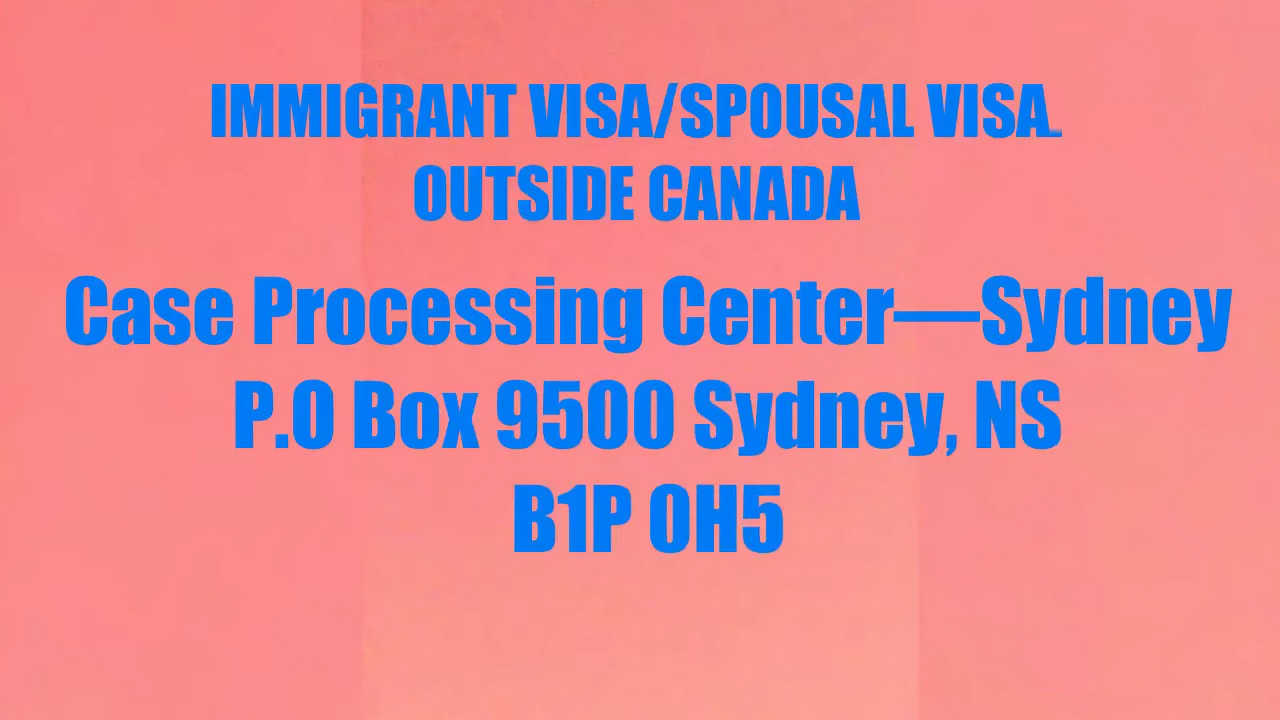 IMMIGRANT VISA/SPOUSAL VISA.
OUTSIDE CANADA
Case Processing Center—Sydney
P.O Box 9500 Sydney, NS
B1P 0H5